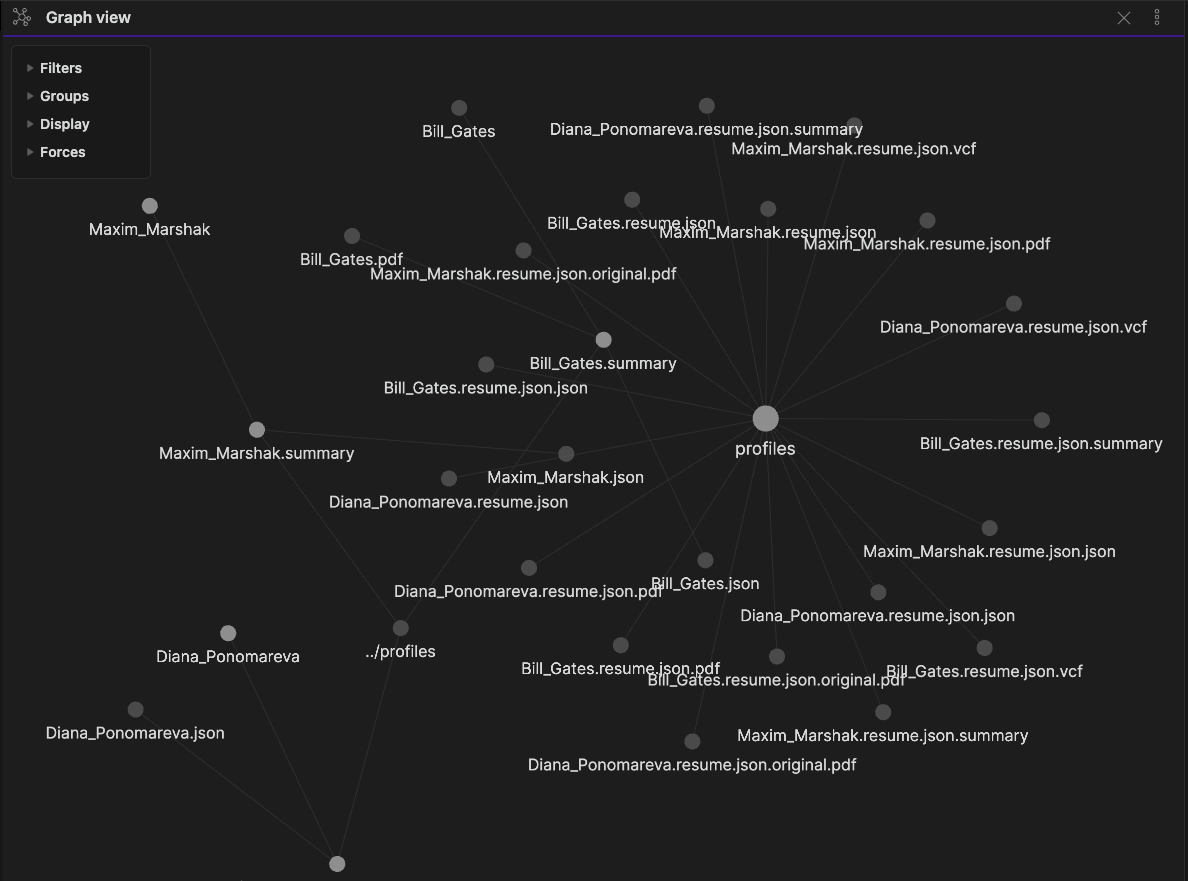 Graph view
Filters
Groups
Display
Forces
Bill_Gates
Diana_Ponomareva.resume.json.summary
Maxim_Marshak.resume.json.vcf
Maxim_Marshak
Bill_Gates.resume.json
Maxim_Marshak.resume.json
Maxim_Marshak.resume.json.pdf
Bill_Gates.pdf
Maxim_Marshak.resume.json.original.pdf
Diana_Ponomareva.resume.json.vcf
Bill_Gates.summary
Bill_Gates.resume.json.json
profiles
Bill_Gates.resume.json.summary
Maxim_Marshak.summary
Maxim_Marshak.json
Diana_Ponomareva.resume.json
Maxim_Marshak.resume.json.json
Bill_Gates.json
Diana_Ponomareva.resume.json.pdf
Diana_Ponomareva.resume.json.json
../profiles
Diana_Ponomareva
Bill_Gates.resume.json.pdf
Bill_Gates.resume.json.original.pdf
Bill_Gates.resume.json.vcf
Diana_Ponomareva.json
Maxim_Marshak.resume.json.summary
Diana_Ponomareva.resume.json.original.pdf